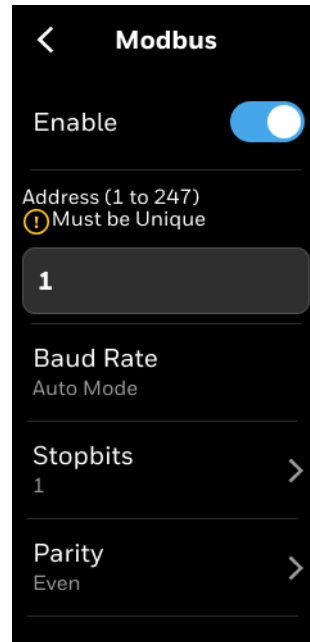 Modbus
Enable
Address (1 to 247)
Must be Unique
1
Baud Rate
Auto Mode
Stopbits
1
Parity
Even